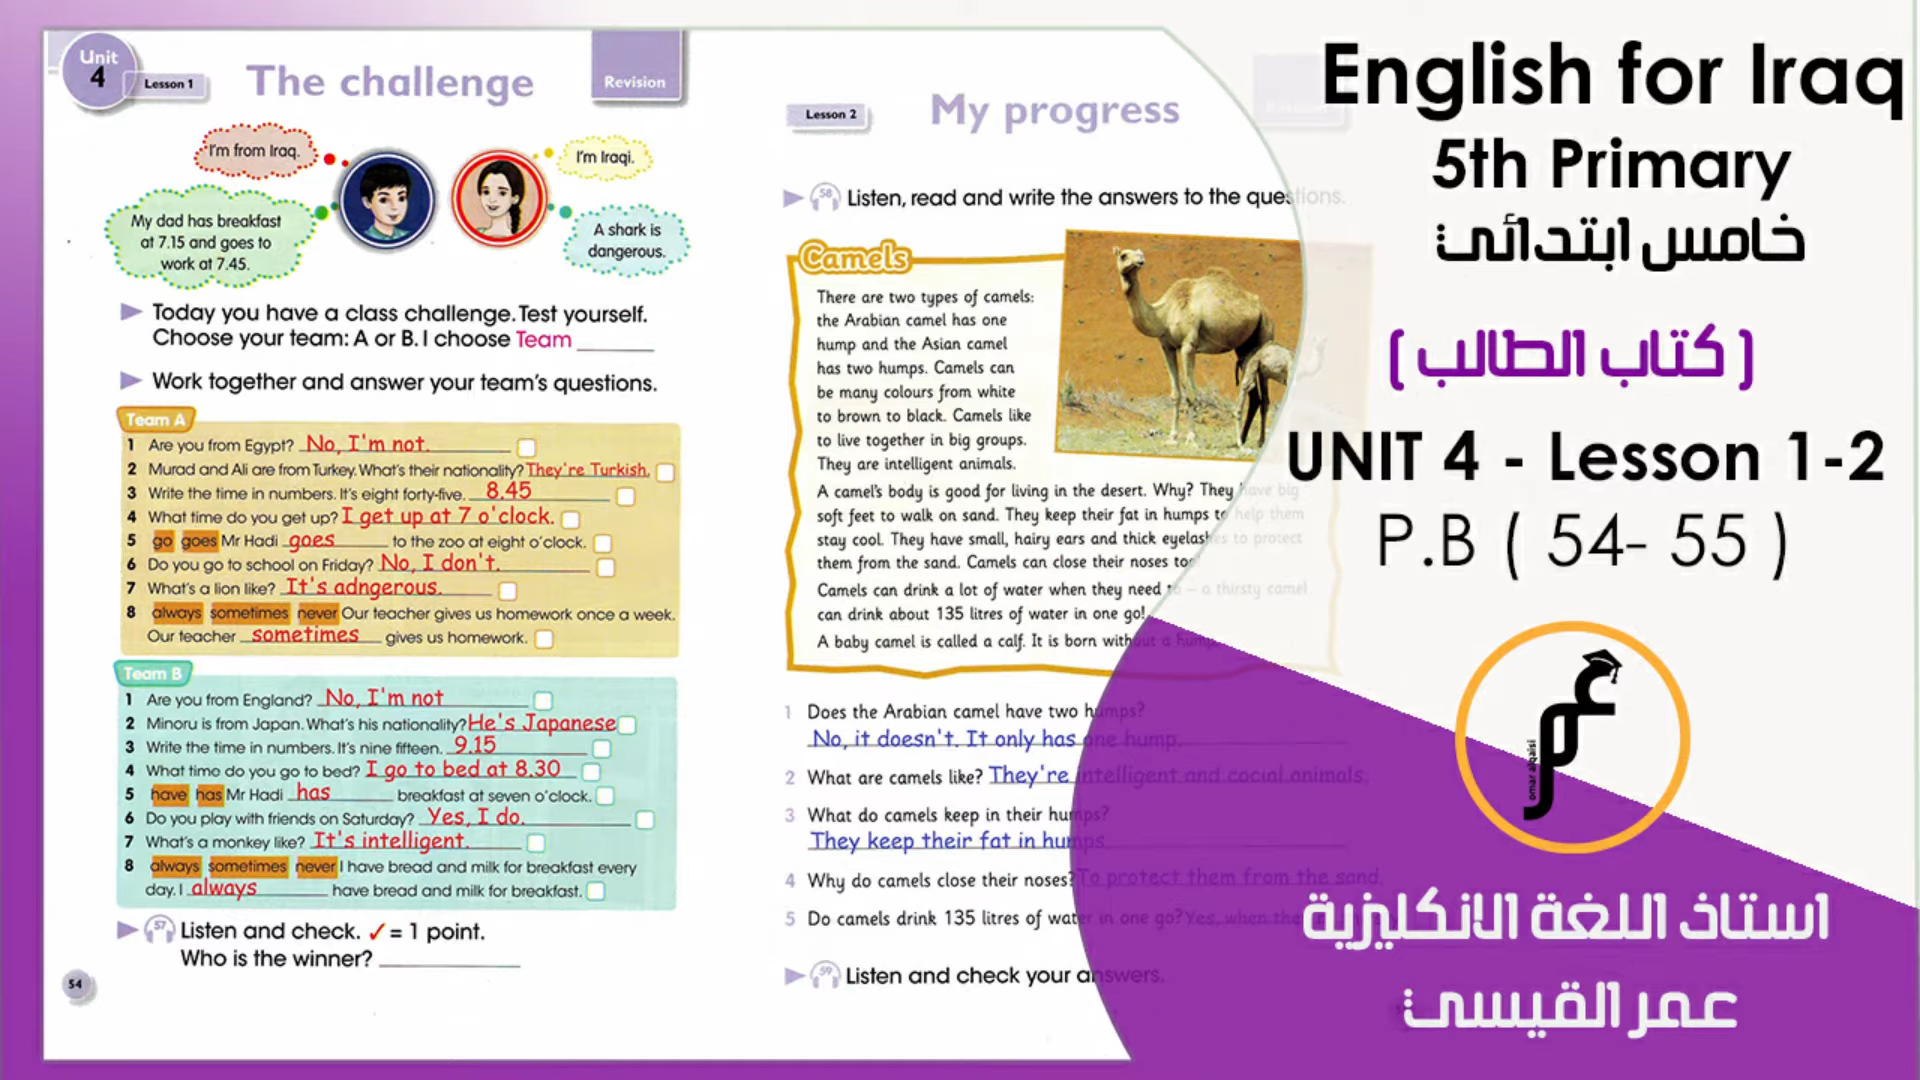 Unit
4
Lesson 1
The challenge
Revision
I'm from Iraq.
I'm Iraqi.
My dad has breakfast
at 7.15 and goes to
work at 7.45.
A shark is
dangerous.
Today you have a class challenge. Test yourself.
Choose your team: A or B. I choose Team ________
Work together and answer your team's questions.
Team A
1 Are you from Egypt? No, I'm not.
2 Murad and Ali are from Turkey. What's their nationality? They're Turkish.
3 Write the time in numbers. It's eight forty-five. 8.45
4 What time do you get up? I get up at 7 o'clock.
5 go goes Mr Hadi goes to the zoo at eight o'clock.
6 Do you go to school on Friday? No, I don't.
7 What's a lion like? It's adngerous.
8 always sometimes never Our teacher gives us homework once a week.
Our teacher sometimes gives us homework.
Team B
1 Are you from England? No, I'm not
2 Minoru is from Japan. What's his nationality? He's Japanese
3 Write the time in numbers. It's nine fifteen. 9.15
4 What time do you go to bed? I go to bed at 8.30
5 have has Mr Hadi has breakfast at seven o'clock.
6 Do you play with friends on Saturday? Yes, I do.
7 What's a monkey like? It's intelligent.
8 always sometimes never I have bread and milk for breakfast every
day. I always have bread and milk for breakfast.
57 Listen and check. ✓ = 1 point.
Who is the winner? ________
54
Lesson 2
My progress
58 Listen, read and write the answers to the questions.
Camels
There are two types of camels:
the Arabian camel has one
hump and the Asian camel
has two humps. Camels can
be many colours from white
to brown to black. Camels like
to live together in big groups.
They are intelligent animals.
A camel's body is good for living in the desert. Why? They have big
soft feet to walk on sand. They keep their fat in humps to help them
stay cool. They have small, hairy ears and thick eyelashes to protect
them from the sand. Camels can close their noses too
Camels can drink a lot of water when they need to – a thirsty camel
can drink about 135 litres of water in one go!
A baby camel is called a calf. It is born without a hump.
1 Does the Arabian camel have two humps?
No, it doesn't. It only has one hump.
2 What are camels like? They're intelligent and cocial animals.
3 What do camels keep in their humps?
They keep their fat in humps
4 Why do camels close their noses? To protect them from the sand.
5 Do camels drink 135 litres of water in one go? Yes, when the
59 Listen and check your answers.
English for Iraq
5th Primary
خامس ابتدائي
( كتاب الطالب )
UNIT 4 - Lesson 1-2
P.B ( 54- 55 )
عمر
omar alqaisi
استاذ اللغة الانكليزية
عمر القيسي